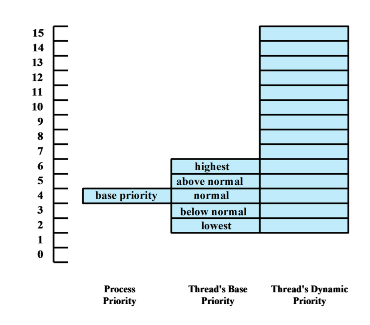 15
14
13
12
11
10
9
8
7
6
5
4
3
2
1
0
highest
above normal
base priority
normal
below normal
lowest
Process
Priority
Thread's Base
Priority
Thread's Dynamic
Priority